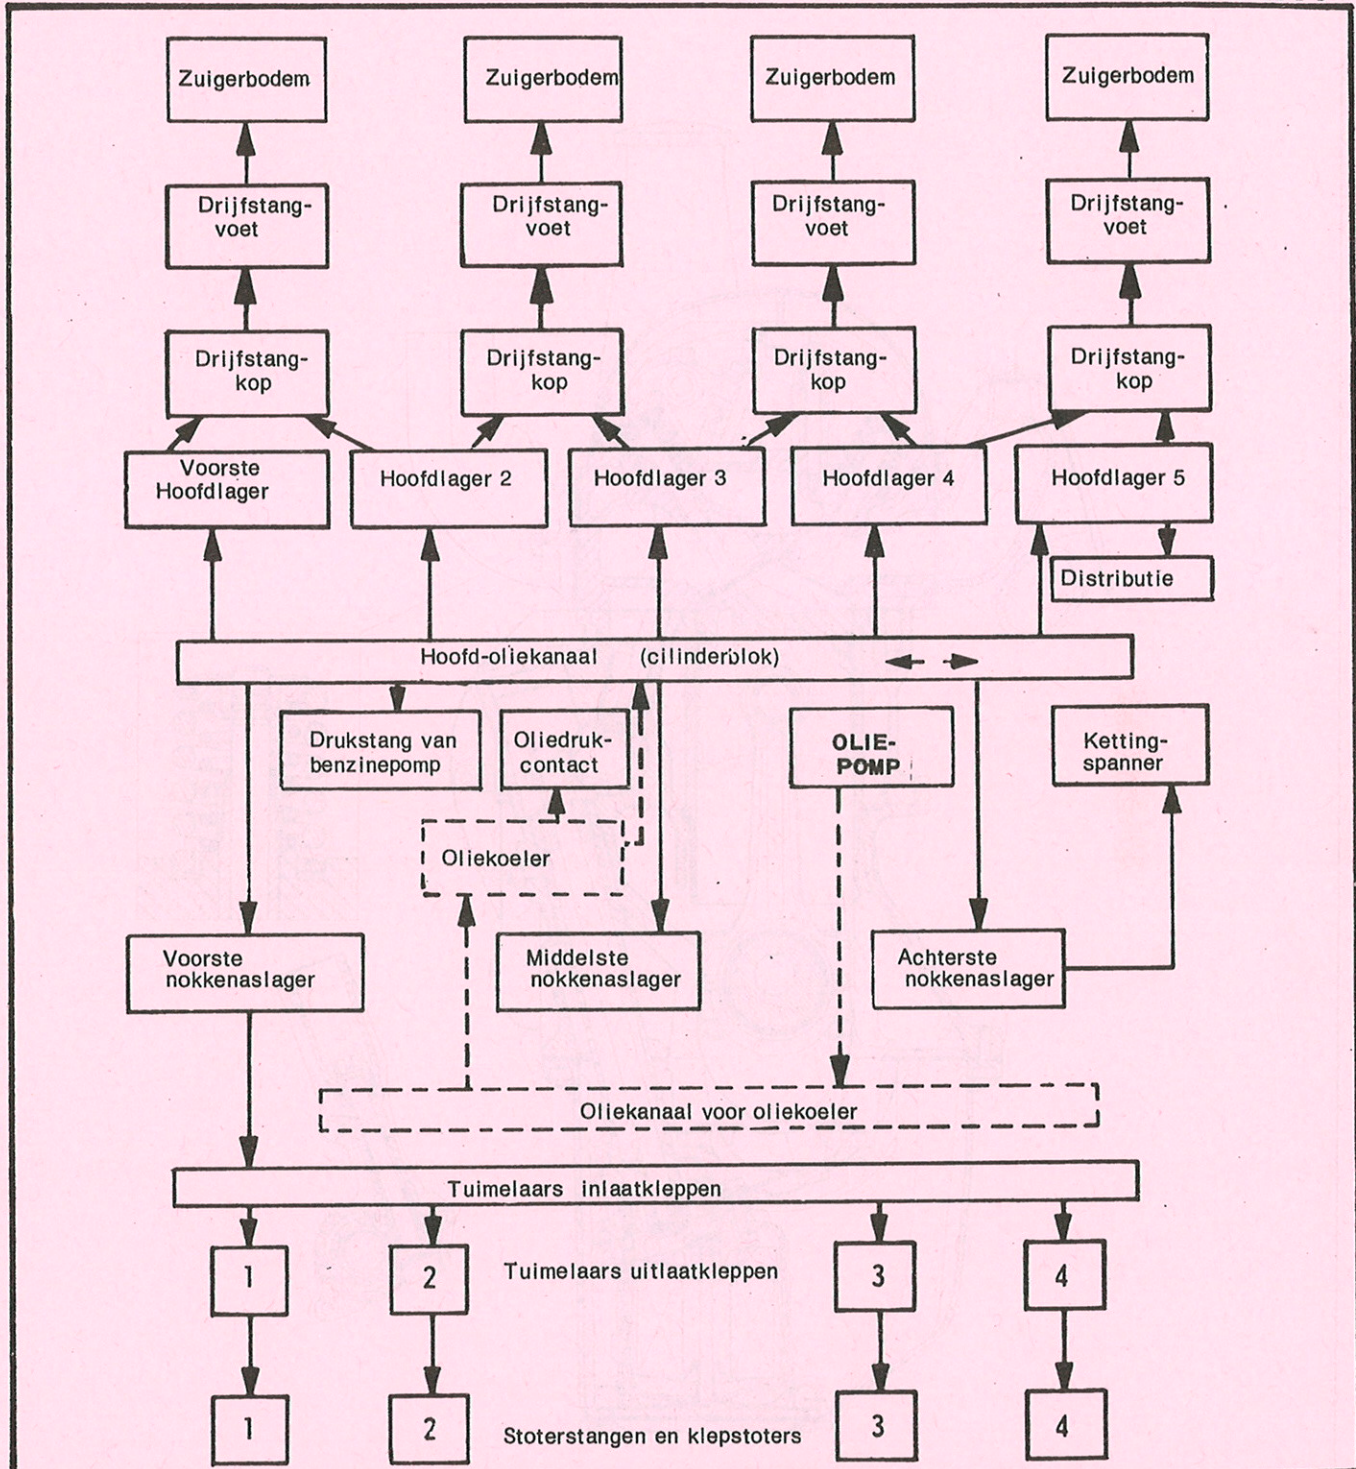 Zuigerbodem
Zuigerbodem
Zuigerbodem
Zuigerbodem
Drijfstang-
voet
Drijfstang-
voet
Drijfstang-
voet
Drijfstang-
voet
Drijfstang-
kop
Drijfstang-
kop
Drijfstang-
kop
Drijfstang-
kop
Voorste
Hoofdlager
Hoofdlager 2
Hoofdlager 3
Hoofdlager 4
Hoofdlager 5
Distributie
Hoofd-oliekanaal (cilinderblok)
Drukstang van
benzinepomp
Oliedruk-
contact
OLIE-
POMP
Ketting-
spanner
Oliekoeler
Voorste
nokkenaslager
Middelste
nokkenaslager
Achterste
nokkenaslager
Oliekanaal voor oliekoeler
Tuimelaars inlaatkleppen
1 2 Tuimelaars uitlaatkleppen 3 4
1 2 Stoterstangen en klepstoters 3 4